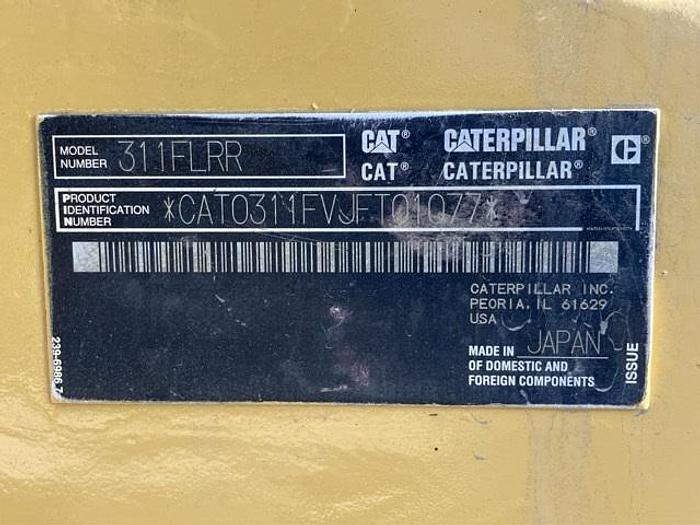 MODEL NUMBER 311FLRR
CAT® CATERPILLAR®
CAT® CATERPILLAR®
PRODUCT IDENTIFICATION NUMBER *CAT0311FVJFT01077*
CATERPILLAR INC.
PEORIA, IL 61629
USA
MADE IN JAPAN
OF DOMESTIC AND
FOREIGN COMPONENTS
239-6986 7
ISSUE